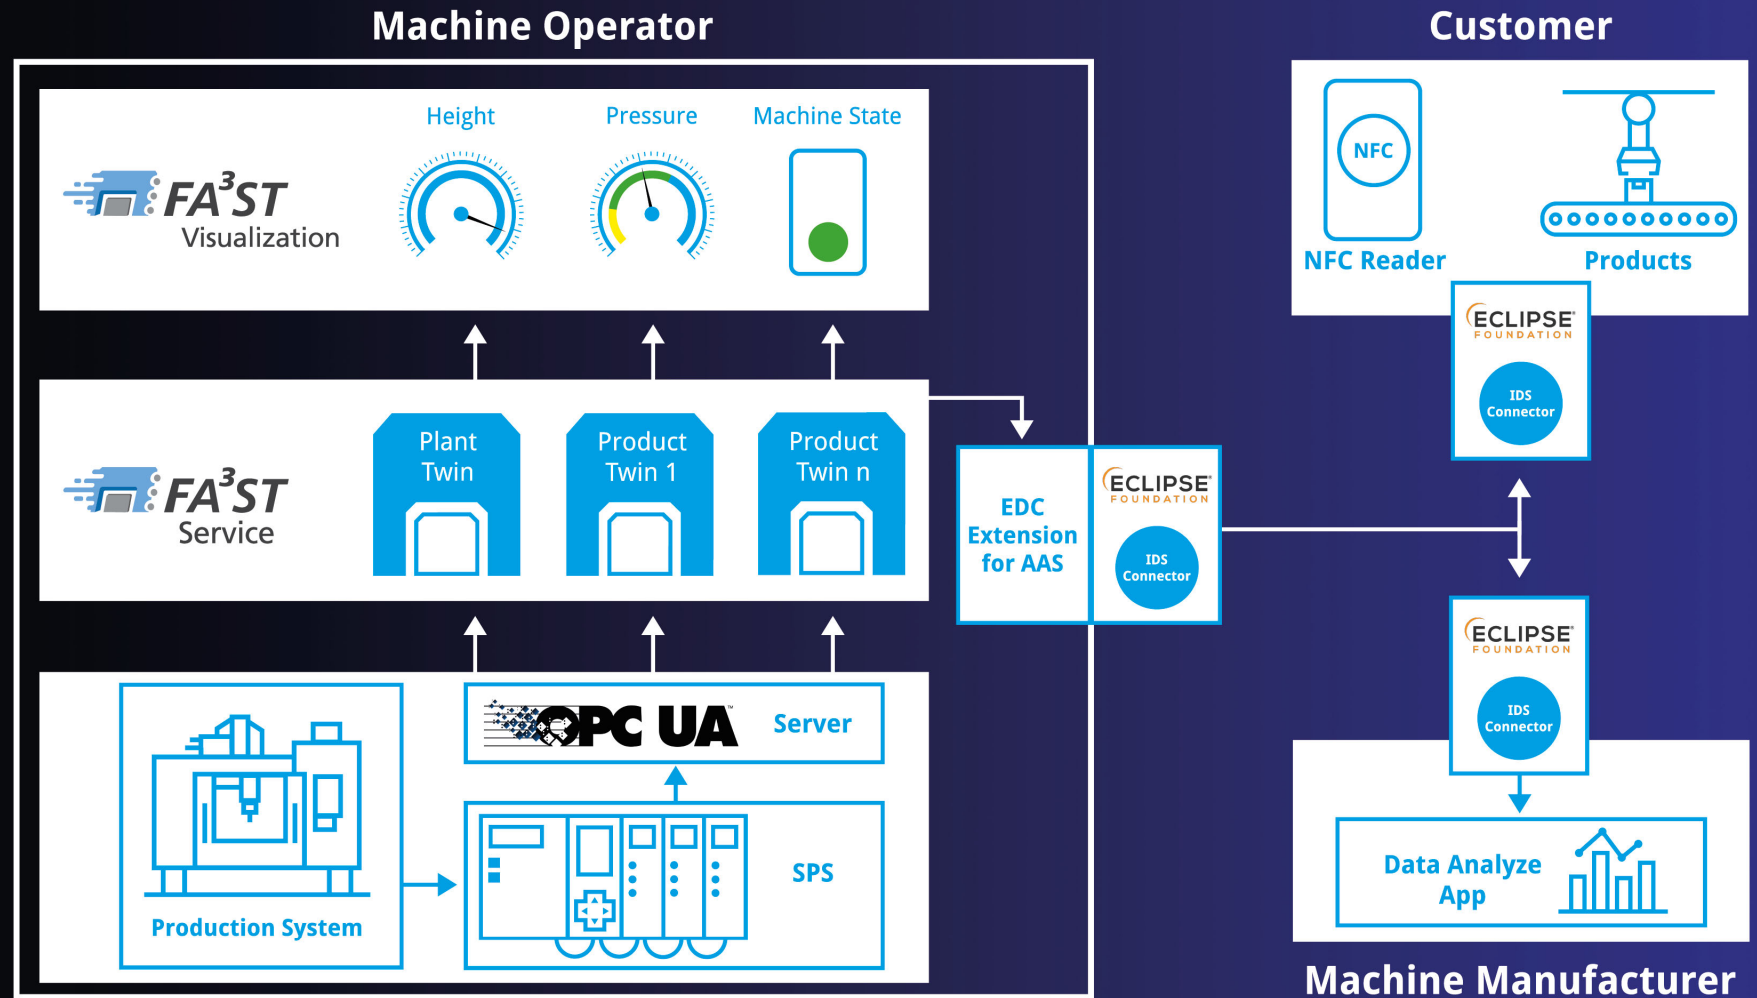 Machine Operator
Customer
Height
Pressure
Machine State
FA³ST
Visualization
NFC
NFC Reader
Products
ECLIPSE®
FOUNDATION
IDS
Connector
FA³ST
Service
Plant
Twin
Product
Twin 1
Product
Twin n
EDC
Extension
for AAS
ECLIPSE®
FOUNDATION
IDS
Connector
ECLIPSE®
FOUNDATION
IDS
Connector
OPC UA™
Server
SPS
Production System
Data Analyze
App
Machine Manufacturer